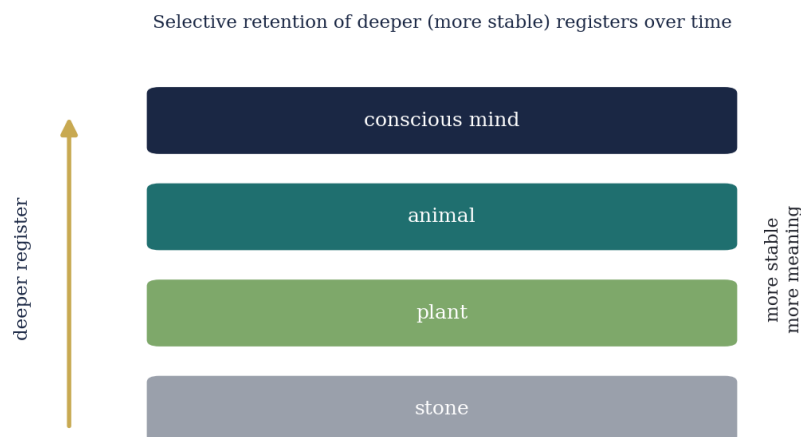 Selective retention of deeper (more stable) registers over time
conscious mind
animal
plant
stone
deeper register
more stable
more meaning